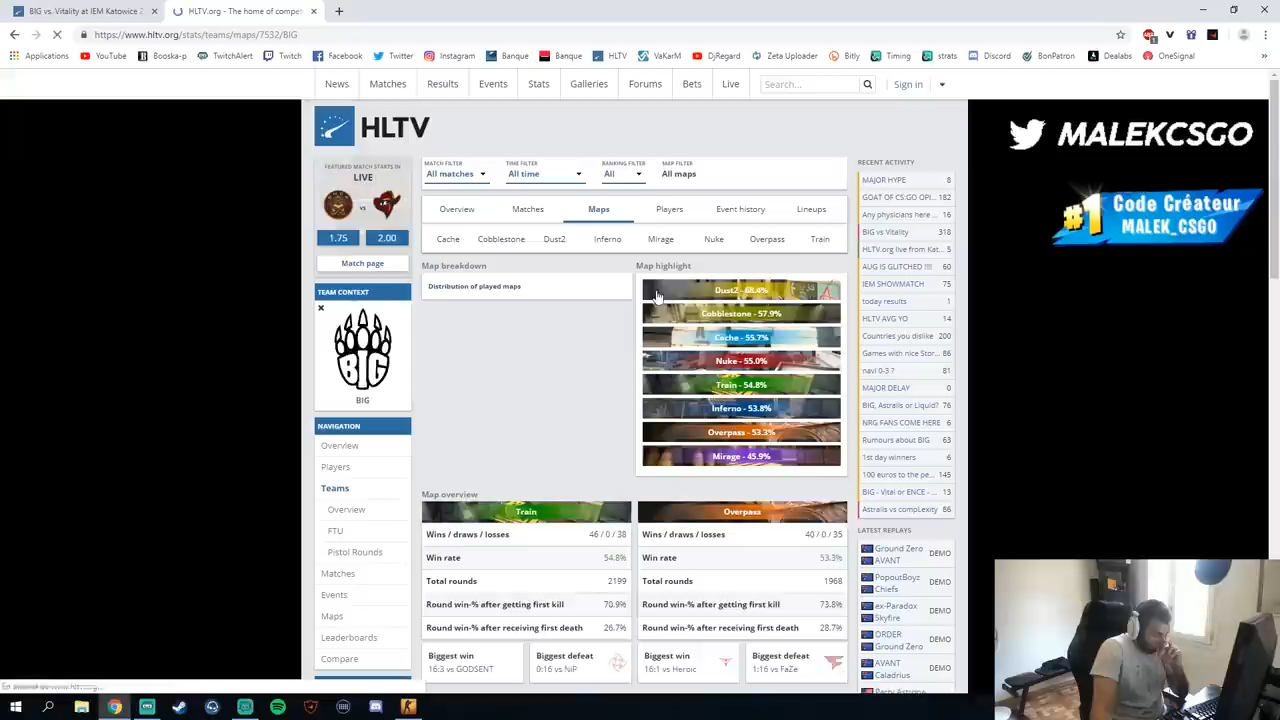 BIG vs. Vitality at IEM Katowice 2
HLTV.org - The home of compet
https://www.hltv.org/stats/teams/maps/7532/BIG
Applications
YouTube
Booska-p
TwitchAlert
Twitch
Facebook
Twitter
Instagram
Banque
Banque
HLTV
VaKarM
DjRegard
Zeta Uploader
Bitly
Timing
strats
Discord
BonPatron
Dealabs
OneSignal
News
Matches
Results
Events
Stats
Galleries
Forums
Bets
Live
Search...
Sign in
HLTV
MALEKCSGO
#1 Code Créateur
MALEK_CSGO
FEATURED MATCH STARTS IN
LIVE
vs
1.75
2.00
Match page
TEAM CONTEXT
BIG
BIG
NAVIGATION
Overview
Players
Teams
Overview
FTU
Pistol Rounds
Matches
Events
Maps
Leaderboards
Compare
MATCH FILTER
All matches
TIME FILTER
All time
RANKING FILTER
All
MAP FILTER
All maps
Overview
Matches
Maps
Players
Event history
Lineups
Cache
Cobblestone
Dust2
Inferno
Mirage
Nuke
Overpass
Train
Map breakdown
Distribution of played maps
Map highlight
Dust2 - 68.4%
Cobblestone - 57.9%
Cache - 55.7%
Nuke - 55.0%
Train - 54.8%
Inferno - 53.8%
Overpass - 53.3%
Mirage - 45.9%
Map overview
Train
Wins / draws / losses 46 / 0 / 38
Win rate 54.8%
Total rounds 2199
Round win-% after getting first kill 70.9%
Round win-% after receiving first death 26.7%
Biggest win
16:3 vs GODSENT
Biggest defeat
0:16 vs NiP
Overpass
Wins / draws / losses 40 / 0 / 35
Win rate 53.3%
Total rounds 1968
Round win-% after getting first kill 73.8%
Round win-% after receiving first death 28.7%
Biggest win
16:1 vs Heroic
Biggest defeat
1:16 vs FaZe
RECENT ACTIVITY
MAJOR HYPE 8
GOAT OF CS:GO OPI... 182
Any physicians here ... 16
BIG vs Vitality 318
HLTV.org live from Kat... 5
AUG IS GLITCHED !!!! 60
IEM SHOWMATCH 75
today results 1
HLTV AVG YO 14
Countries you dislike 200
Games with nice Stor... 86
navi 0-3 ? 81
MAJOR DELAY 0
BIG, Astralis or Liquid? 76
NRG FANS COME HERE 6
Rumours about BIG 63
1st day winners 6
100 euros to the pe... 145
BIG - Vital or ENCE - ... 13
Astralis vs compLexity 86
LATEST REPLAYS
Ground Zero
AVANT
DEMO
PopoutBoyz
Chiefs
DEMO
ex-Paradox
Skyfire
DEMO
ORDER
Ground Zero
DEMO
AVANT
Caladrius
DEMO